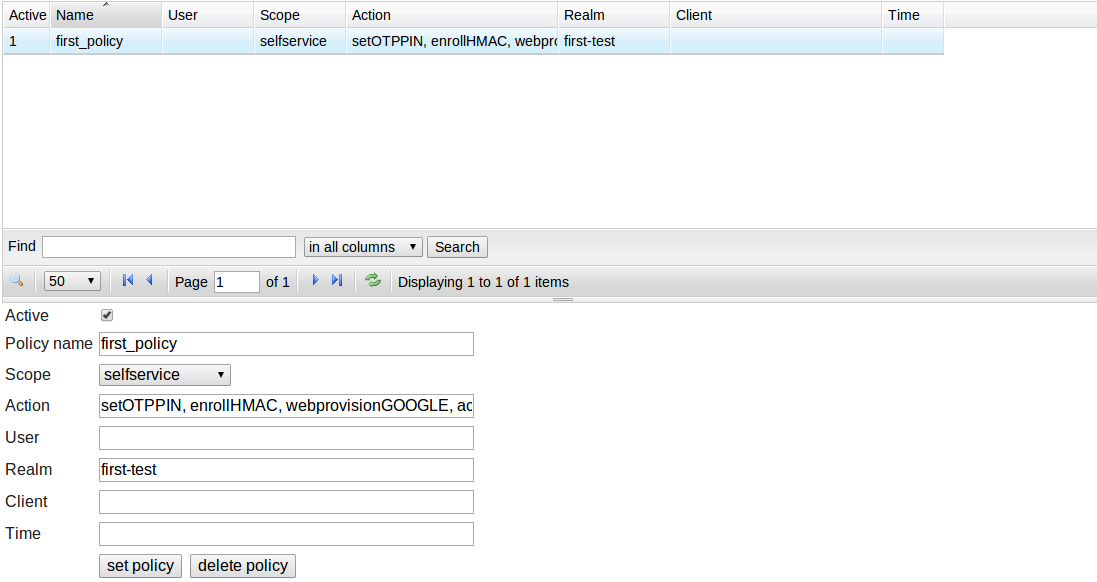 Active Name User Scope Action Realm Client Time
1 first_policy selfservice setOTPPIN, enrollHMAC, webpro first-test
Find in all columns Search
50 Page 1 of 1 Displaying 1 to 1 of 1 items
Active
Policy name first_policy
Scope selfservice
Action setOTPPIN, enrollHMAC, webprovisionGOOGLE, ac
User
Realm first-test
Client
Time
set policy delete policy